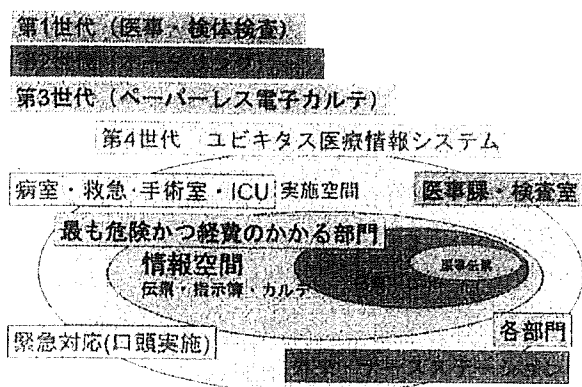 第1世代（医事・検体検査）
第3世代（ペーパーレス電子カルテ）
第4世代 ユビキタス医療情報システム
病室・救急・手術室・ICU 実施空間
医事課・検査室
最も危険かつ経費のかかる部門
情報空間
伝票・指示簿・カルテ
医事伝票
緊急対応(口頭実施)
各部門